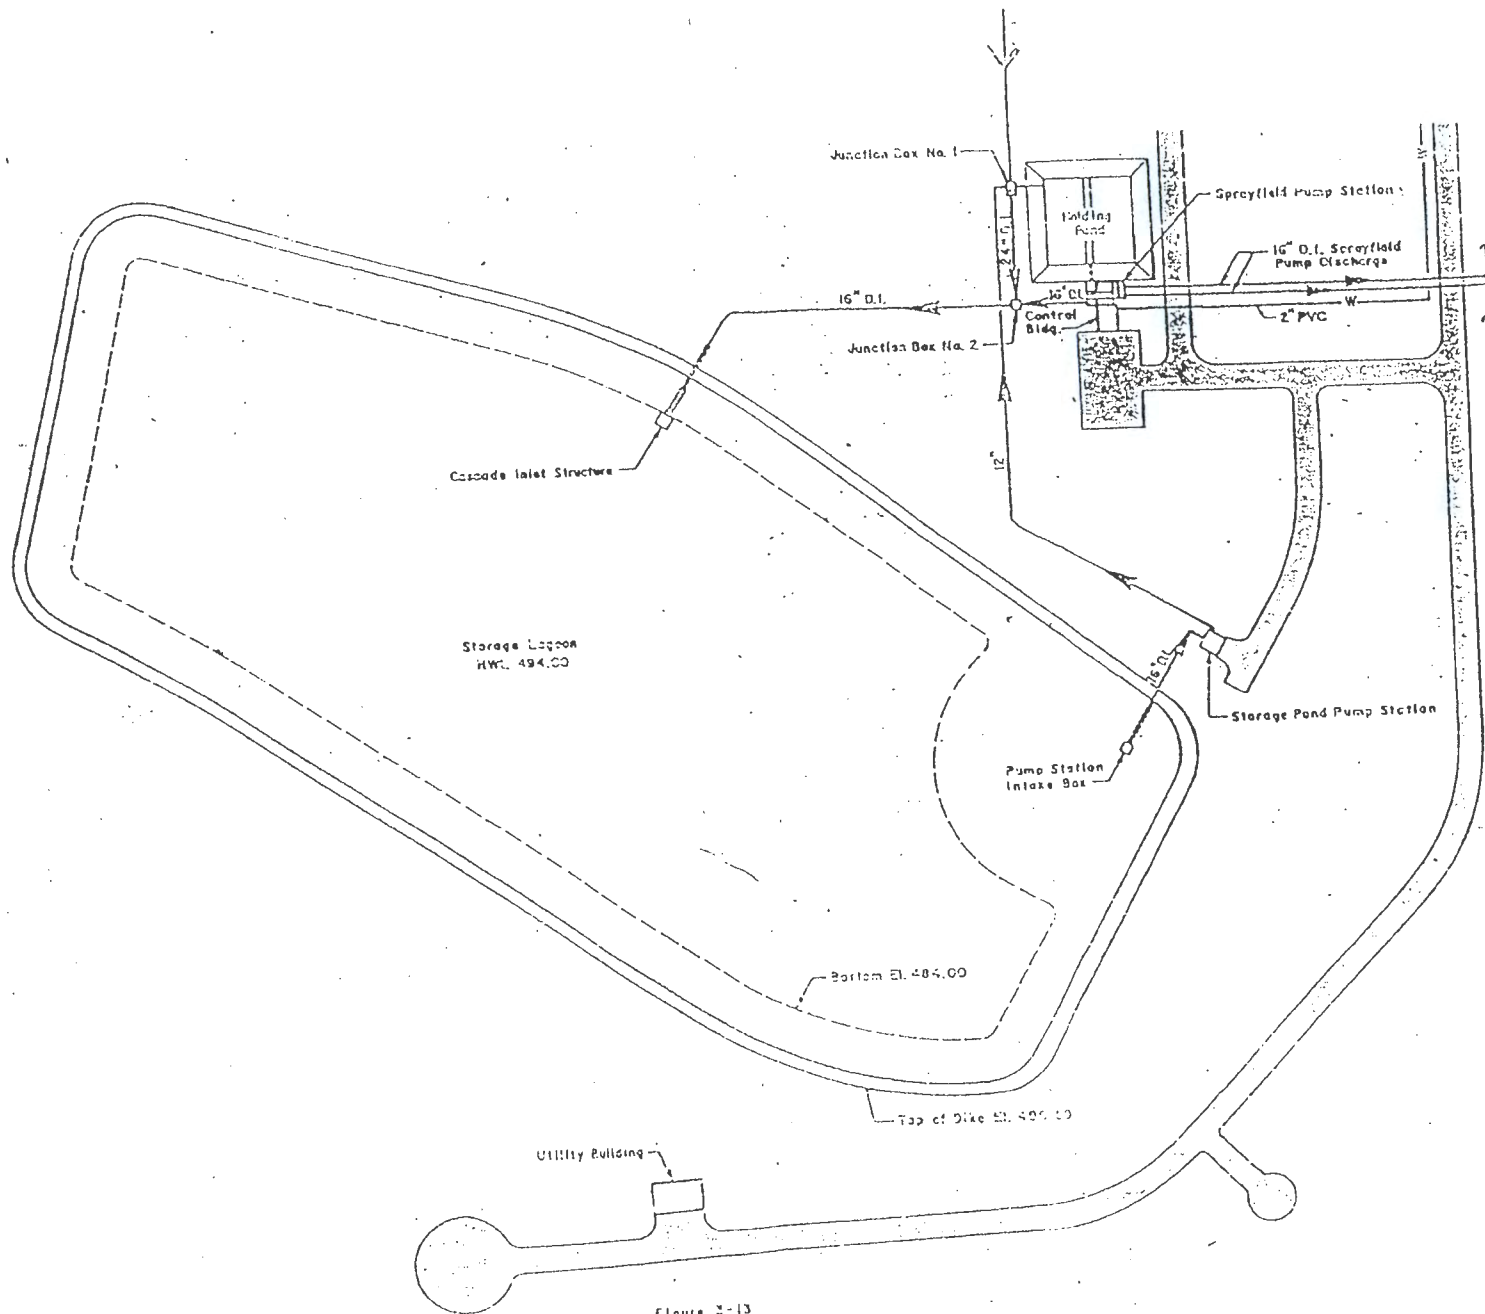 Junction Box No. 1
Holding
Pond
Sprayfield Pump Station
16" D.I. Sprayfield
Pump Discharge
W
24" D.I.
16" D.I.
16" D.I.
Control
Bldg.
W
2" PVC
Junction Box No. 2
12"
Cascade Inlet Structure
Storage Lagoon
HWL 494.00
16" D.I.
Storage Pond Pump Station
Pump Station
Intake Box
Bottom El. 484.00
Top of Dike El.
Utility Building
Figure